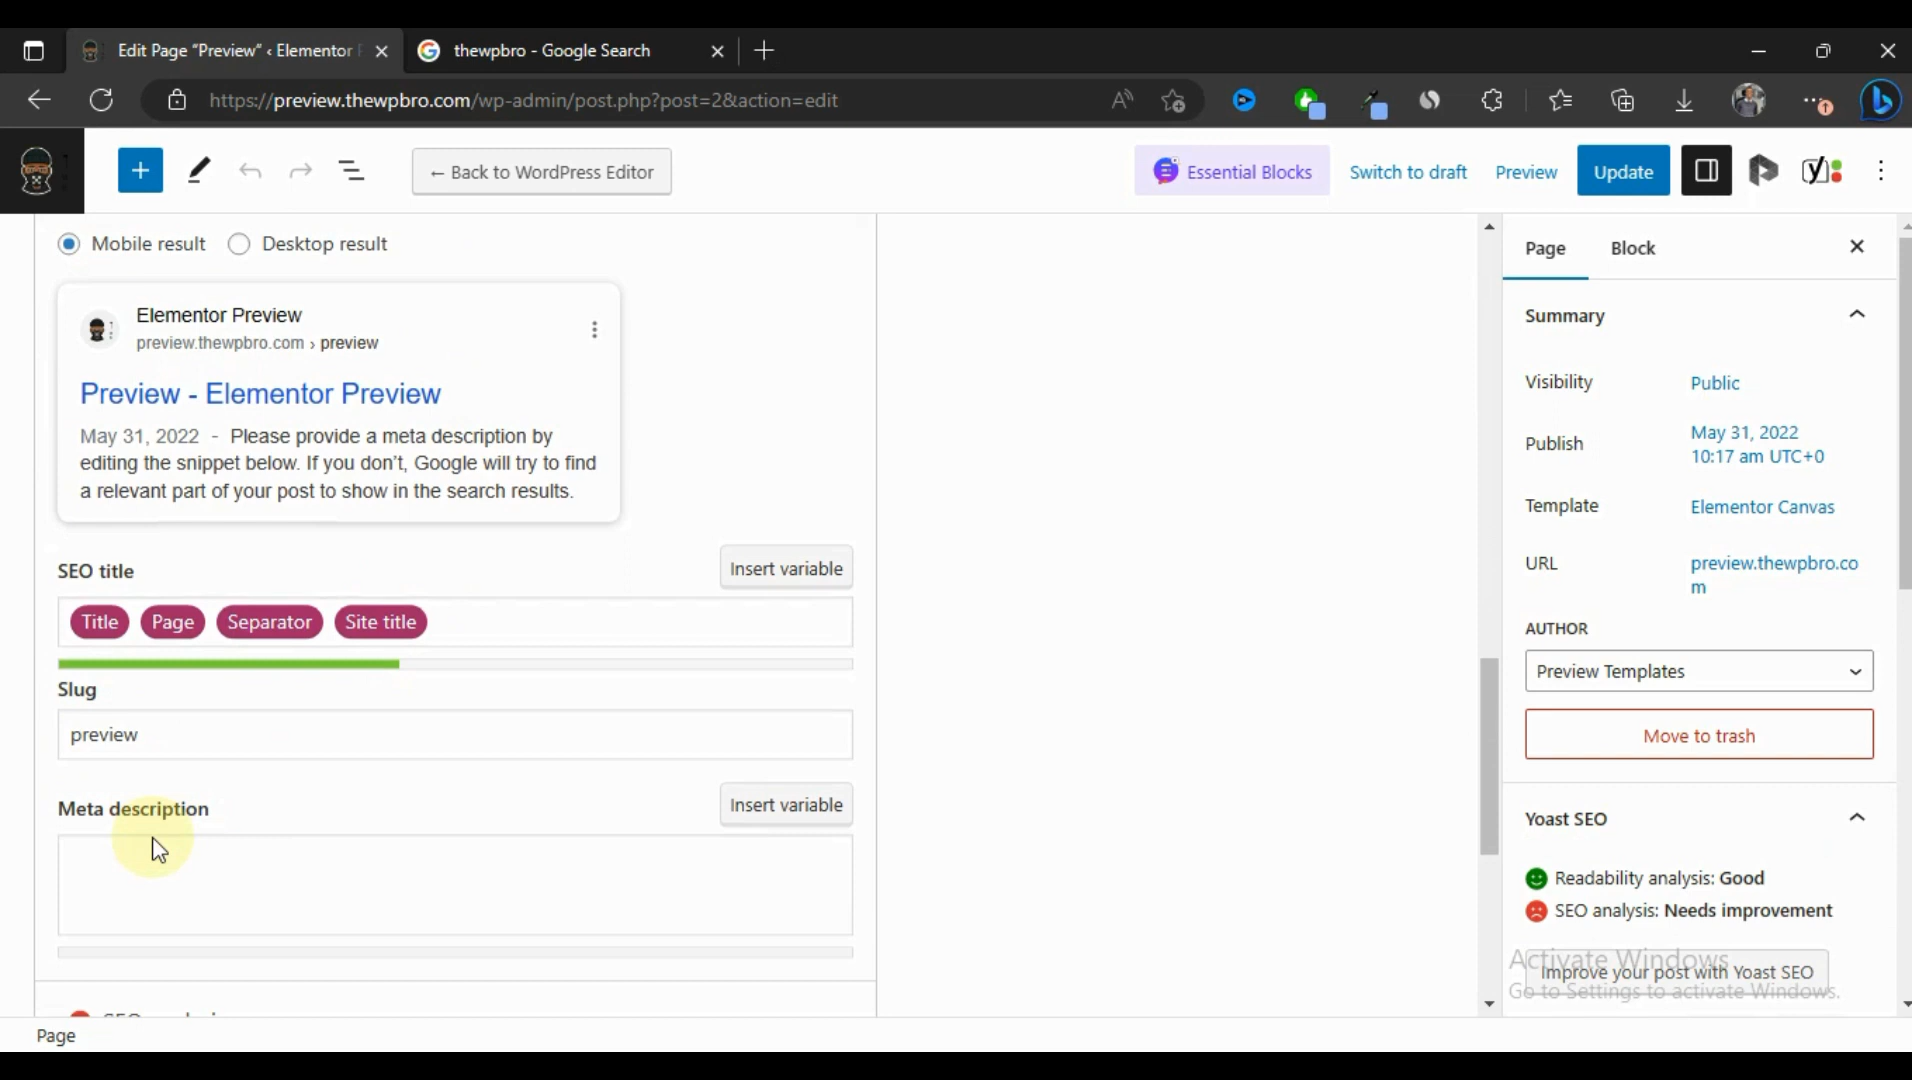 Edit Page "Preview" ‹ Elementor
thewpbro - Google Search
https://preview.thewpbro.com/wp-admin/post.php?post=2&action=edit
← Back to WordPress Editor
Essential Blocks
Switch to draft
Preview
Update
Mobile result
Desktop result
Elementor Preview
preview.thewpbro.com › preview
Preview - Elementor Preview
May 31, 2022 - Please provide a meta description by
editing the snippet below. If you don't, Google will try to find
a relevant part of your post to show in the search results.
SEO title
Insert variable
Title Page Separator Site title
Slug
preview
Meta description
Insert variable
Page
Page
Block
Summary
Visibility
Public
Publish
May 31, 2022
10:17 am UTC+0
Template
Elementor Canvas
URL
preview.thewpbro.co
m
AUTHOR
Preview Templates
Move to trash
Yoast SEO
Readability analysis: Good
SEO analysis: Needs improvement
Activate Windows
Improve your post with Yoast SEO
Go to Settings to activate Windows.